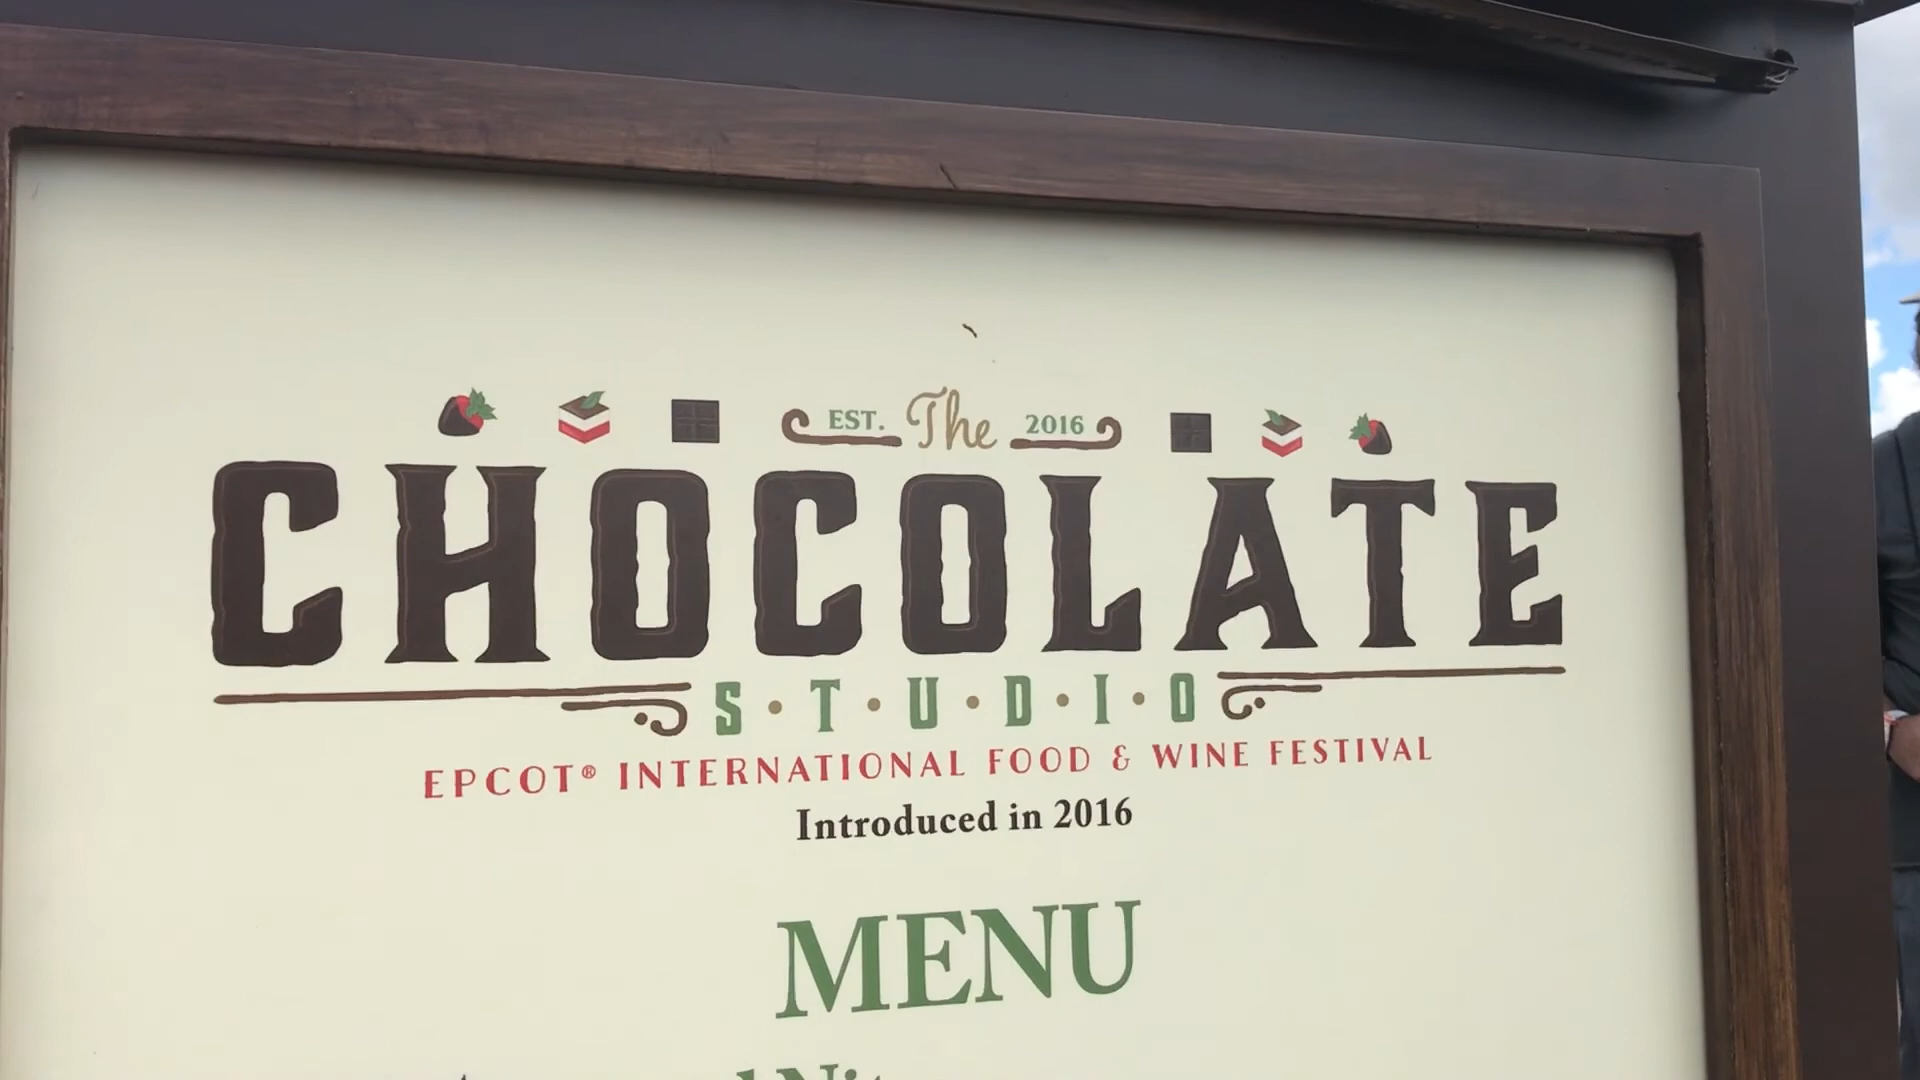 EST. The 2016
CHOCOLATE
S·T·U·D·I·O
EPCOT® INTERNATIONAL FOOD & WINE FESTIVAL
Introduced in 2016
MENU